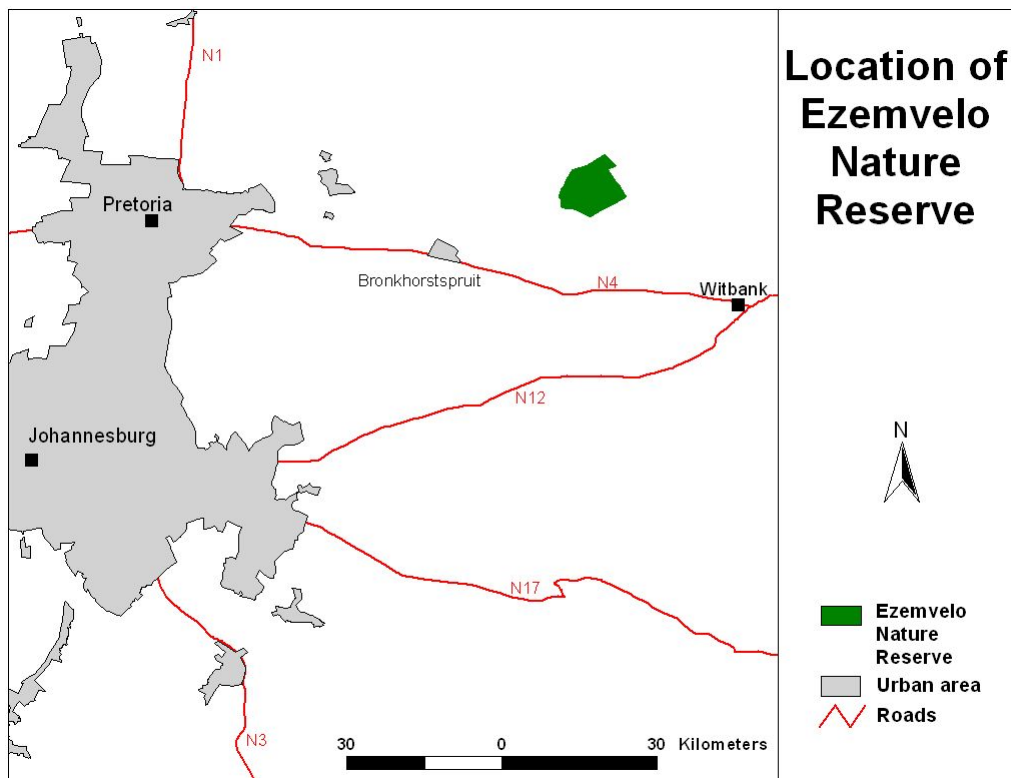 Location of
Ezemvelo
Nature
Reserve
N1
Pretoria
Bronkhorstspruit
N4
Witbank
N12
Johannesburg
N
N17
N3
Ezemvelo
Nature
Reserve
Urban area
Roads
30 0 30 Kilometers